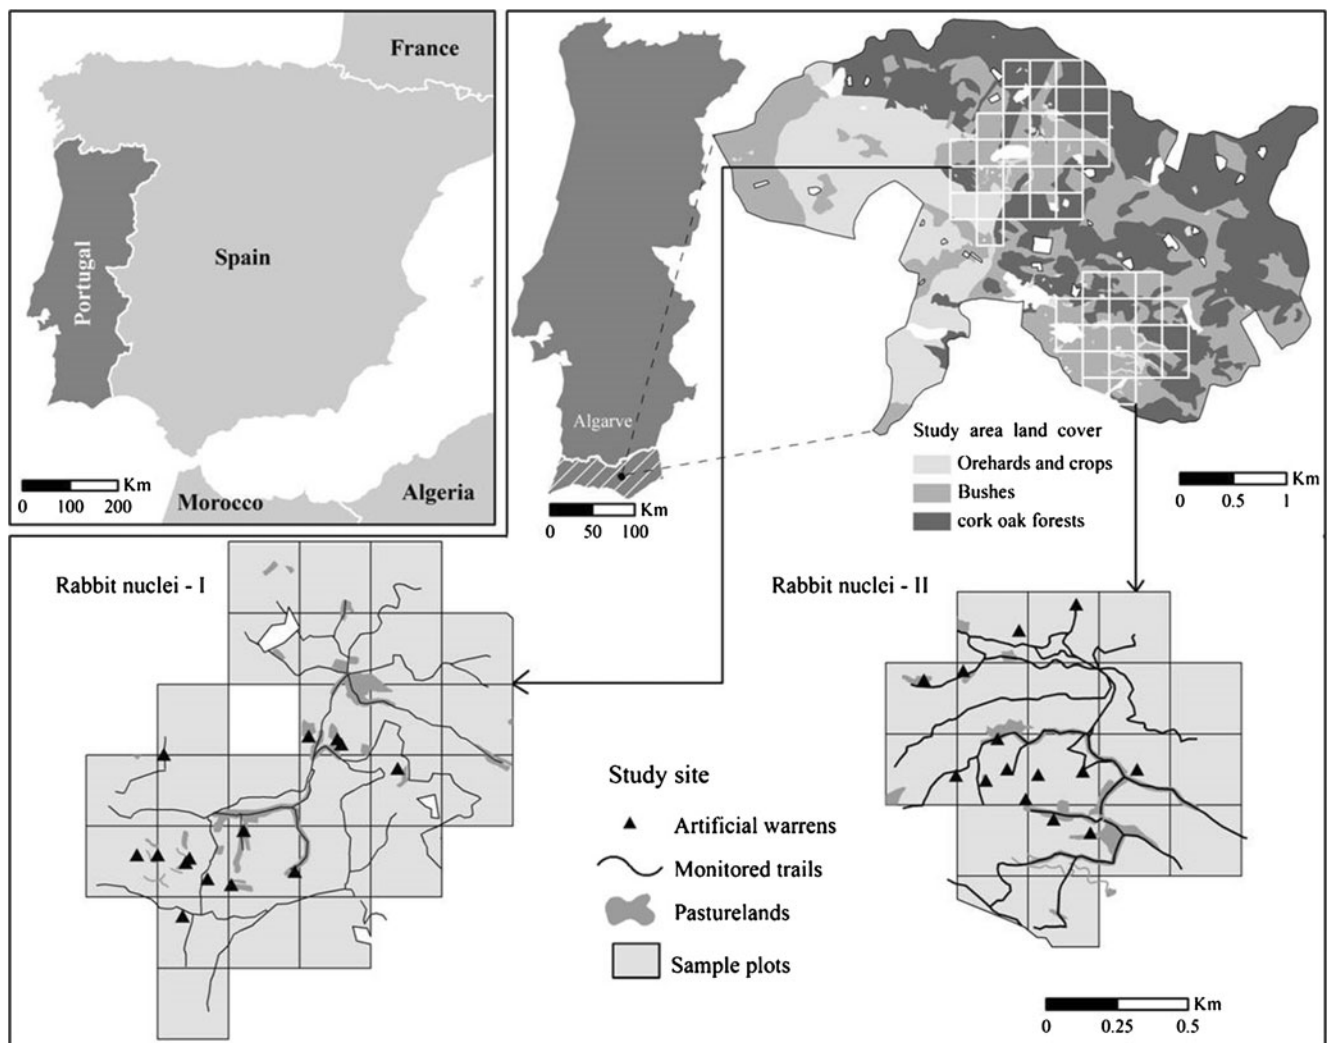 France
Portugal
Spain
Km
0 100 200
Morocco
Algeria
Algarve
Km
0 50 100
Study area land cover
Orehards and crops
Bushes
cork oak forests
Km
0 0.5 1
Rabbit nuclei - I
Rabbit nuclei - II
Study site
Artificial warrens
Monitored trails
Pasturelands
Sample plots
Km
0 0.25 0.5